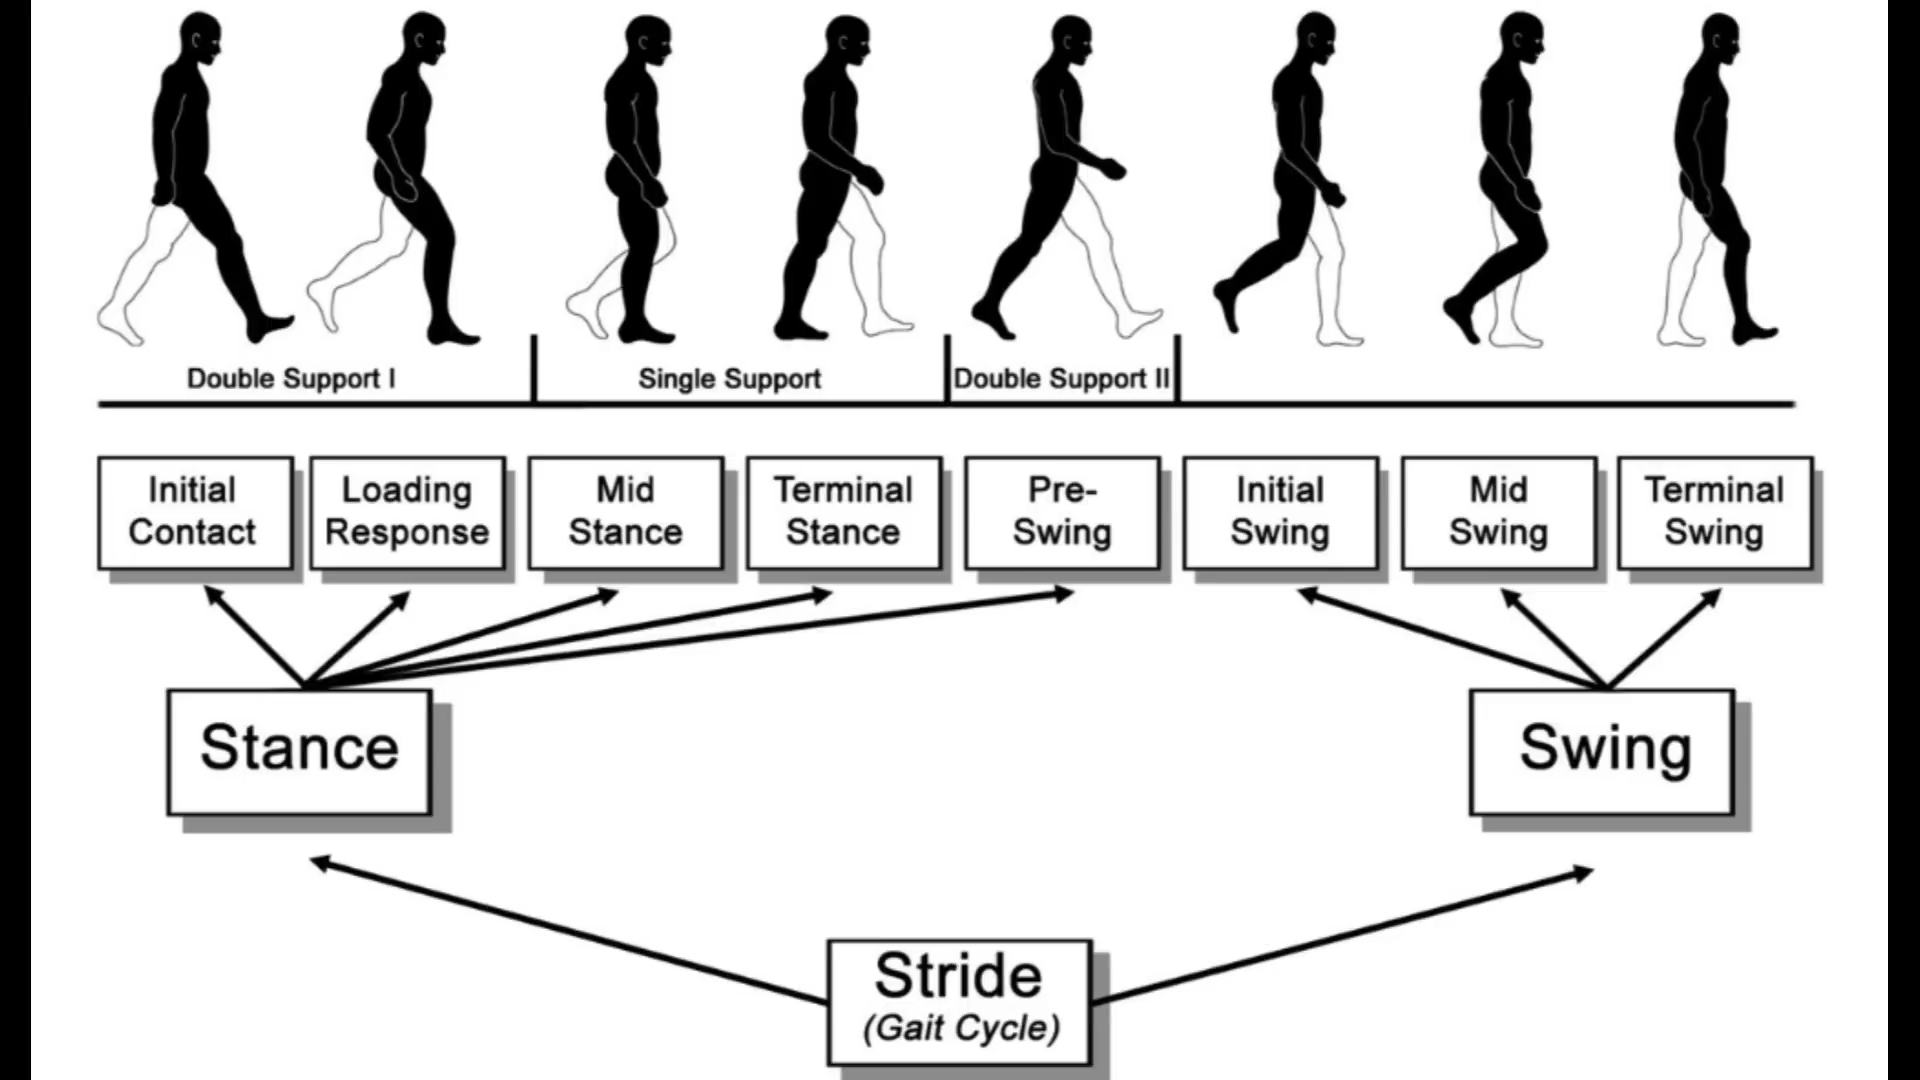 Double Support I
Single Support
Double Support II
Initial
Contact
Loading
Response
Mid
Stance
Terminal
Stance
Pre-
Swing
Initial
Swing
Mid
Swing
Terminal
Swing
Stance
Swing
Stride
(Gait Cycle)